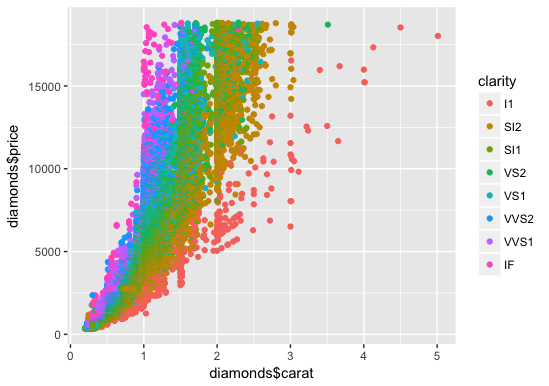 15000
10000
5000
0
diamonds$price
0
1
2
3
4
5
diamonds$carat
clarity
I1
SI2
SI1
VS2
VS1
VVS2
VVS1
IF